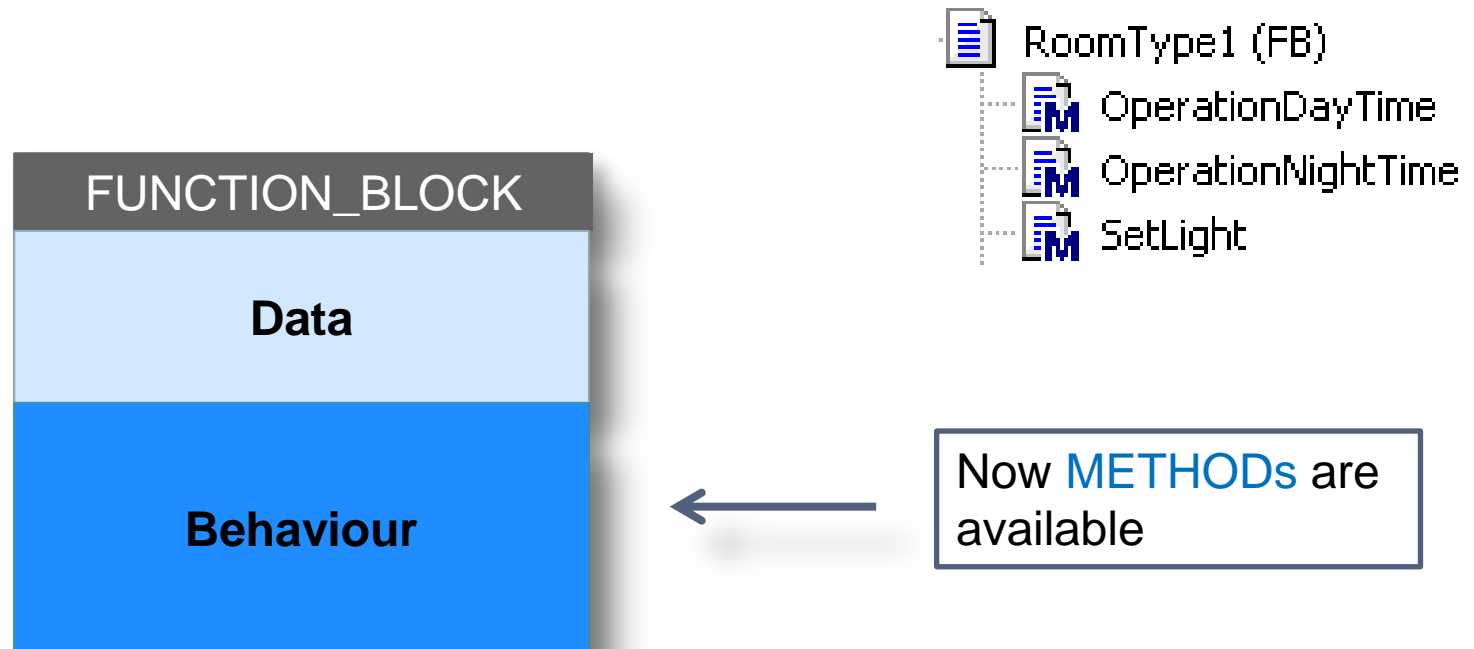 RoomType1 (FB)
OperationDayTime
OperationNightTime
SetLight
FUNCTION_BLOCK
Data
Behaviour
Now METHODs are
available